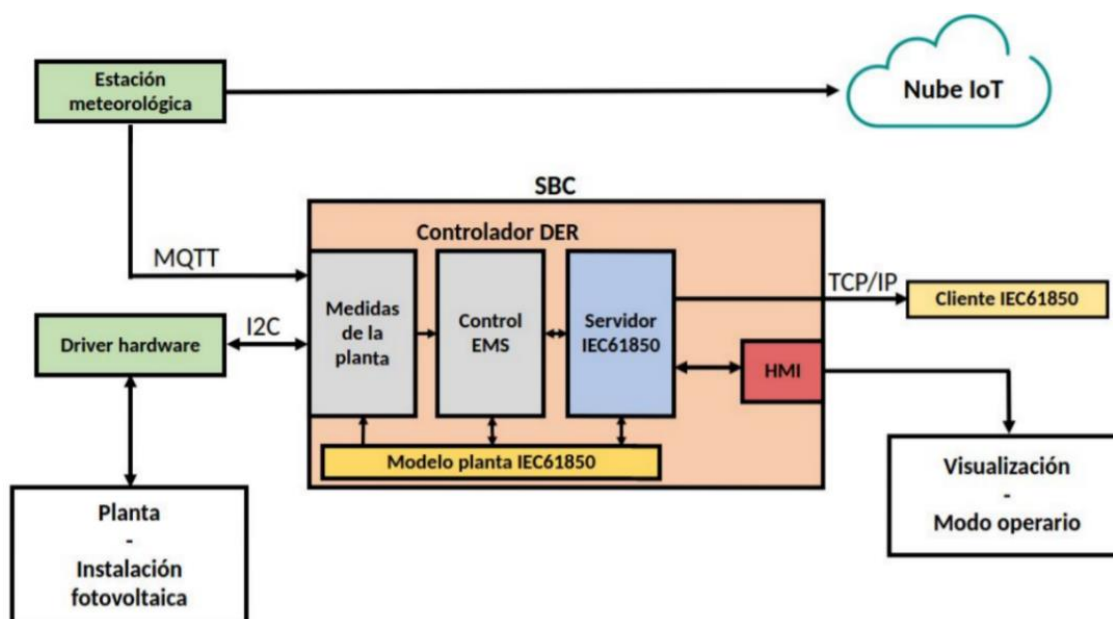 Estación
meteorológica
Nube IoT
SBC
Controlador DER
MQTT
TCP/IP
Medidas
de la
planta
Control
EMS
Servidor
IEC61850
Cliente IEC61850
Driver hardware
I2C
HMI
Modelo planta IEC61850
Planta
-
Instalación
fotovoltaica
Visualización
-
Modo operario